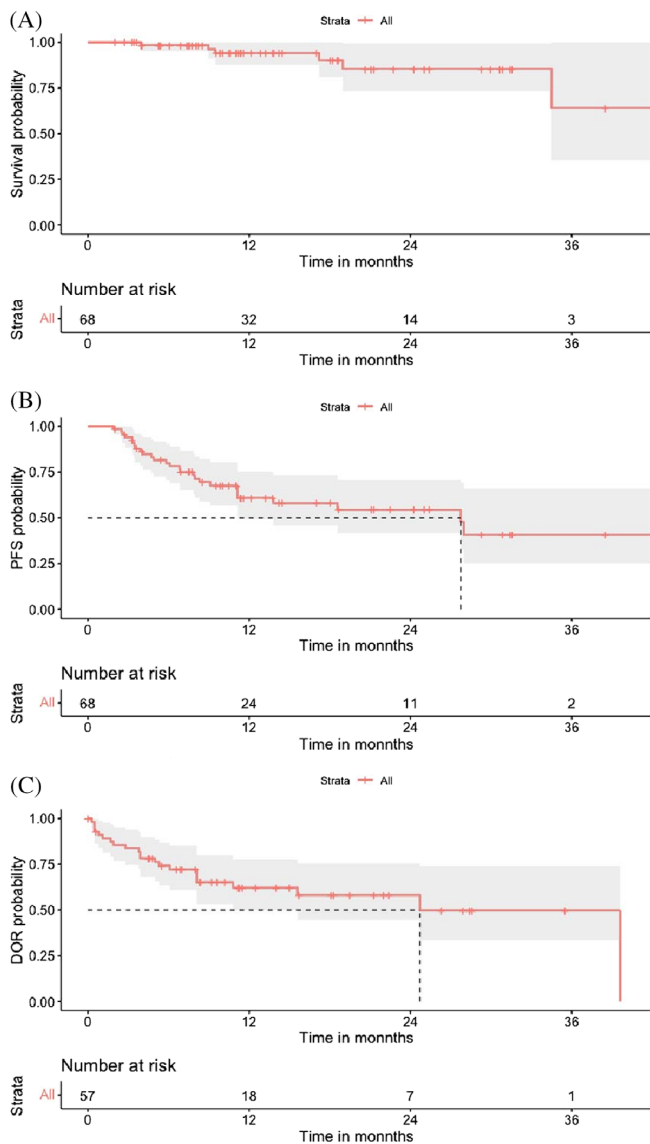 (A)
Strata All
Survival probability
1.00
0.75
0.50
0.25
0.00
0 12 24 36
Time in monnths
Number at risk
Strata
All 68 32 14 3
0 12 24 36
Time in monnths
(B)
Strata All
PFS probability
1.00
0.75
0.50
0.25
0.00
0 12 24 36
Time in monnths
Number at risk
Strata
All 68 24 11 2
0 12 24 36
Time in monnths
(C)
Strata All
DOR probability
1.00
0.75
0.50
0.25
0.00
0 12 24 36
Time in monnths
Number at risk
Strata
All 57 18 7 1
0 12 24 36
Time in monnths